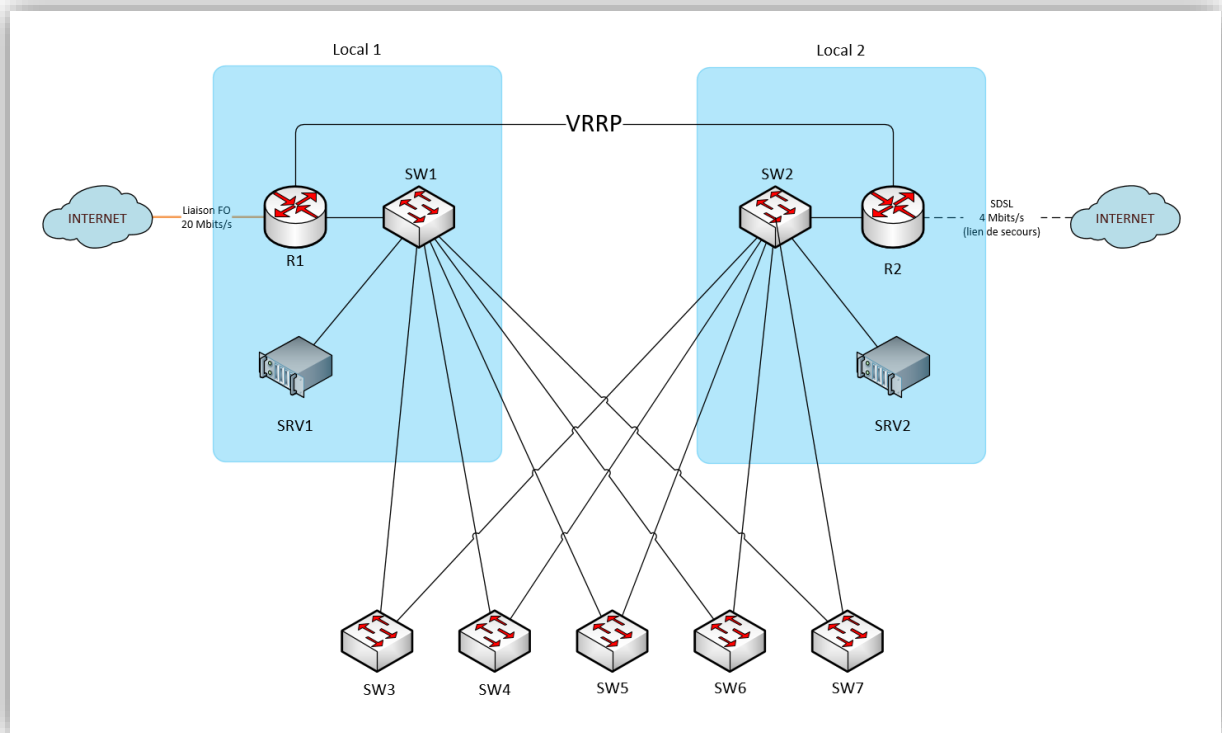 Local 1
Local 2
VRRP
SW1
SW2
INTERNET
Liaison FO
20 Mbits/s
R1
SDSL
4 Mbits/s
(lien de secours)
INTERNET
R2
SRV1
SRV2
SW3
SW4
SW5
SW6
SW7